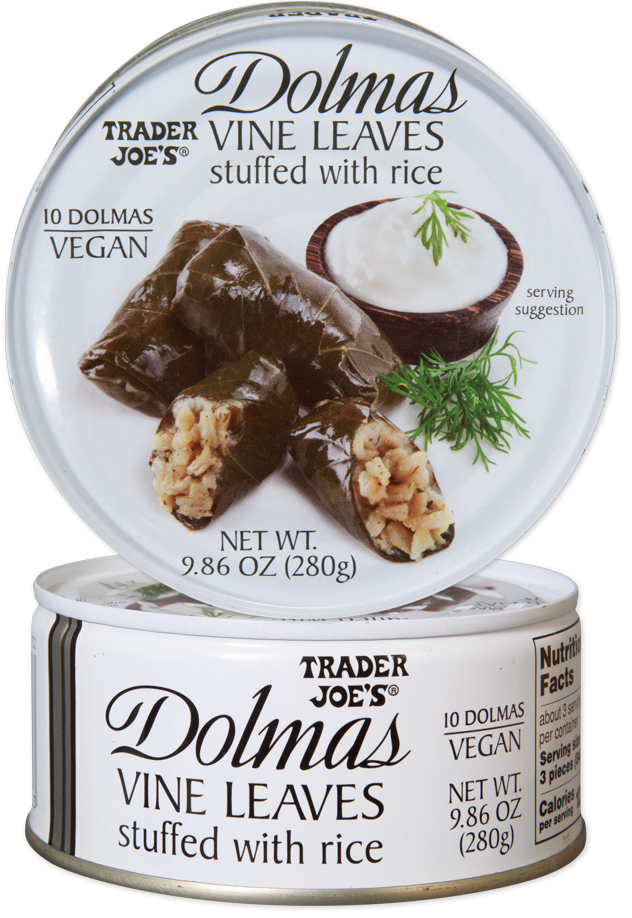 Dolmas
TRADER JOE'S®
VINE LEAVES
stuffed with rice
10 DOLMAS
VEGAN
serving
suggestion
NET WT.
9.86 OZ (280g)
TRADER
JOE'S®
Dolmas
VINE LEAVES
stuffed with rice
10 DOLMAS
VEGAN
NET WT.
9.86 OZ
(280g)
Facts
about 3
per
Serving
3 pieces
Calories
per serving